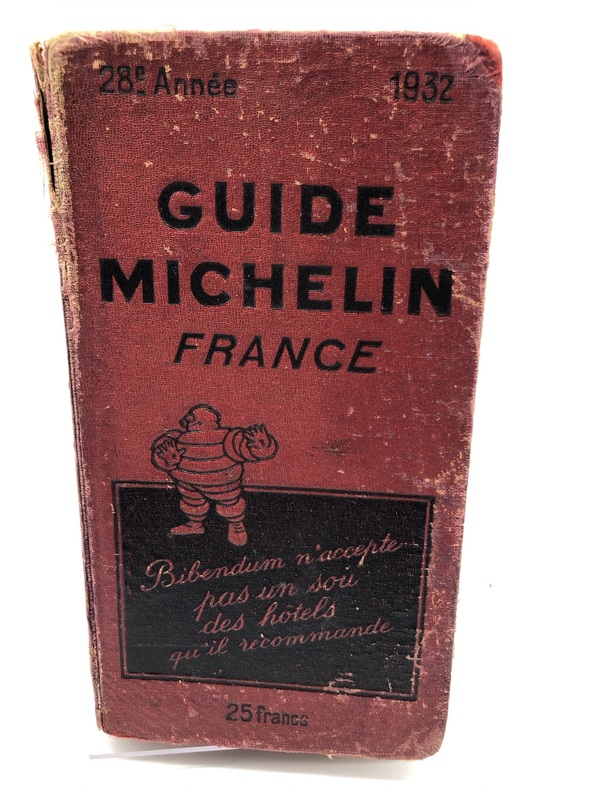 28e Année 1932
GUIDE
MICHELIN
FRANCE
Bibendum n'accepte
pas un sou
des hôtels
qu'il recommande
25 francs